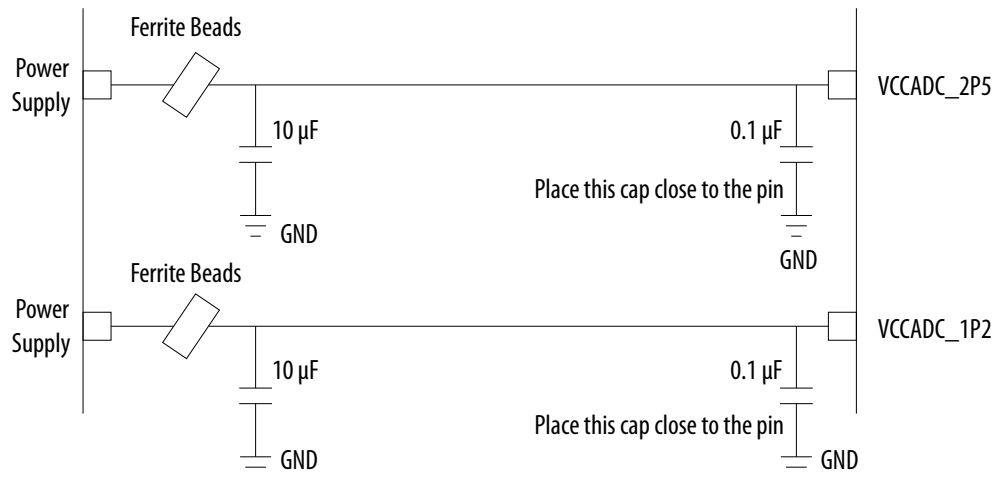 Ferrite Beads
Power
Supply
VCCADC_2P5
10 µF
0.1 µF
Place this cap close to the pin
GND
GND
Ferrite Beads
Power
Supply
VCCADC_1P2
10 µF
0.1 µF
Place this cap close to the pin
GND
GND